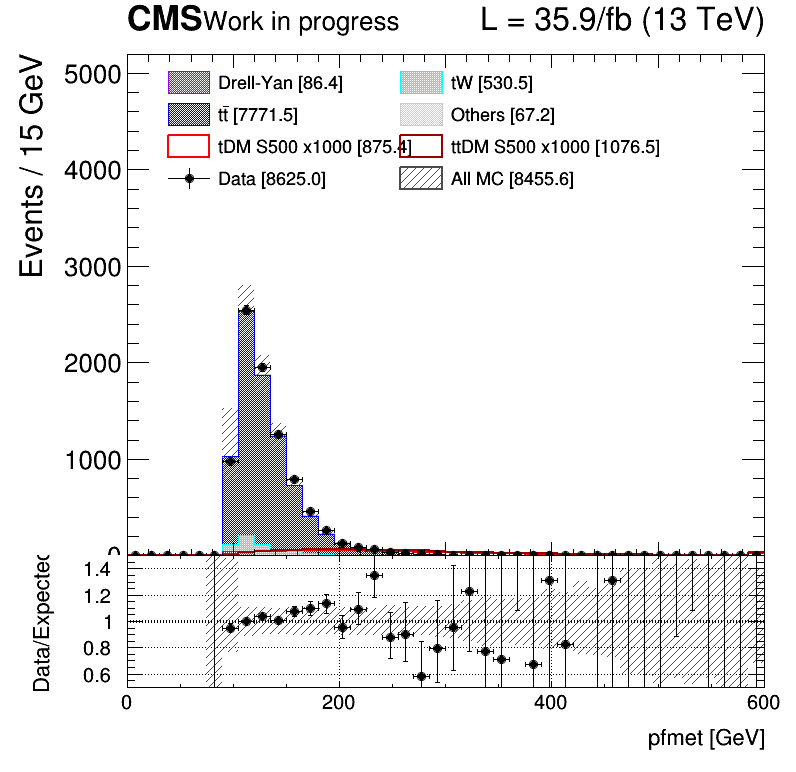 CMS Work in progress L = 35.9/fb (13 TeV)
Events / 15 GeV
5000
4000
3000
2000
1000
0
Drell-Yan [86.4] tW [530.5]
tt̄ [7771.5] Others [67.2]
tDM S500 x1000 [875.4] ttDM S500 x1000 [1076.5]
Data [8625.0] All MC [8455.6]
Data/Expected
1.4
1.2
1
0.8
0.6
0 200 400 600
pfmet [GeV]